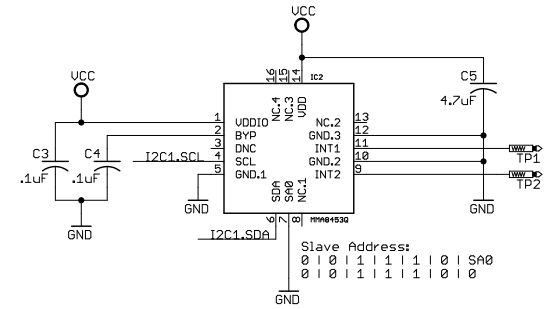 VCC
VCC
16
15
14
IC2
NC.4
NC.3
VDD
C5
4.7uF
1
VDDIO
NC.2
13
2
BYP
GND.3
12
3
DNC
INT1
11
TP1
C3
C4
I2C1.SCL
4
SCL
GND.2
10
.1uF
.1uF
5
GND.1
INT2
9
TP2
SDA
SA0
NC.1
GND
GND
GND
6
7
8
MMA8453Q
I2C1.SDA
Slave Address:
0 | 0 | 1 | 1 | 1 | 1 | 0 | SA0
0 | 0 | 1 | 1 | 1 | 1 | 0 | 0
GND